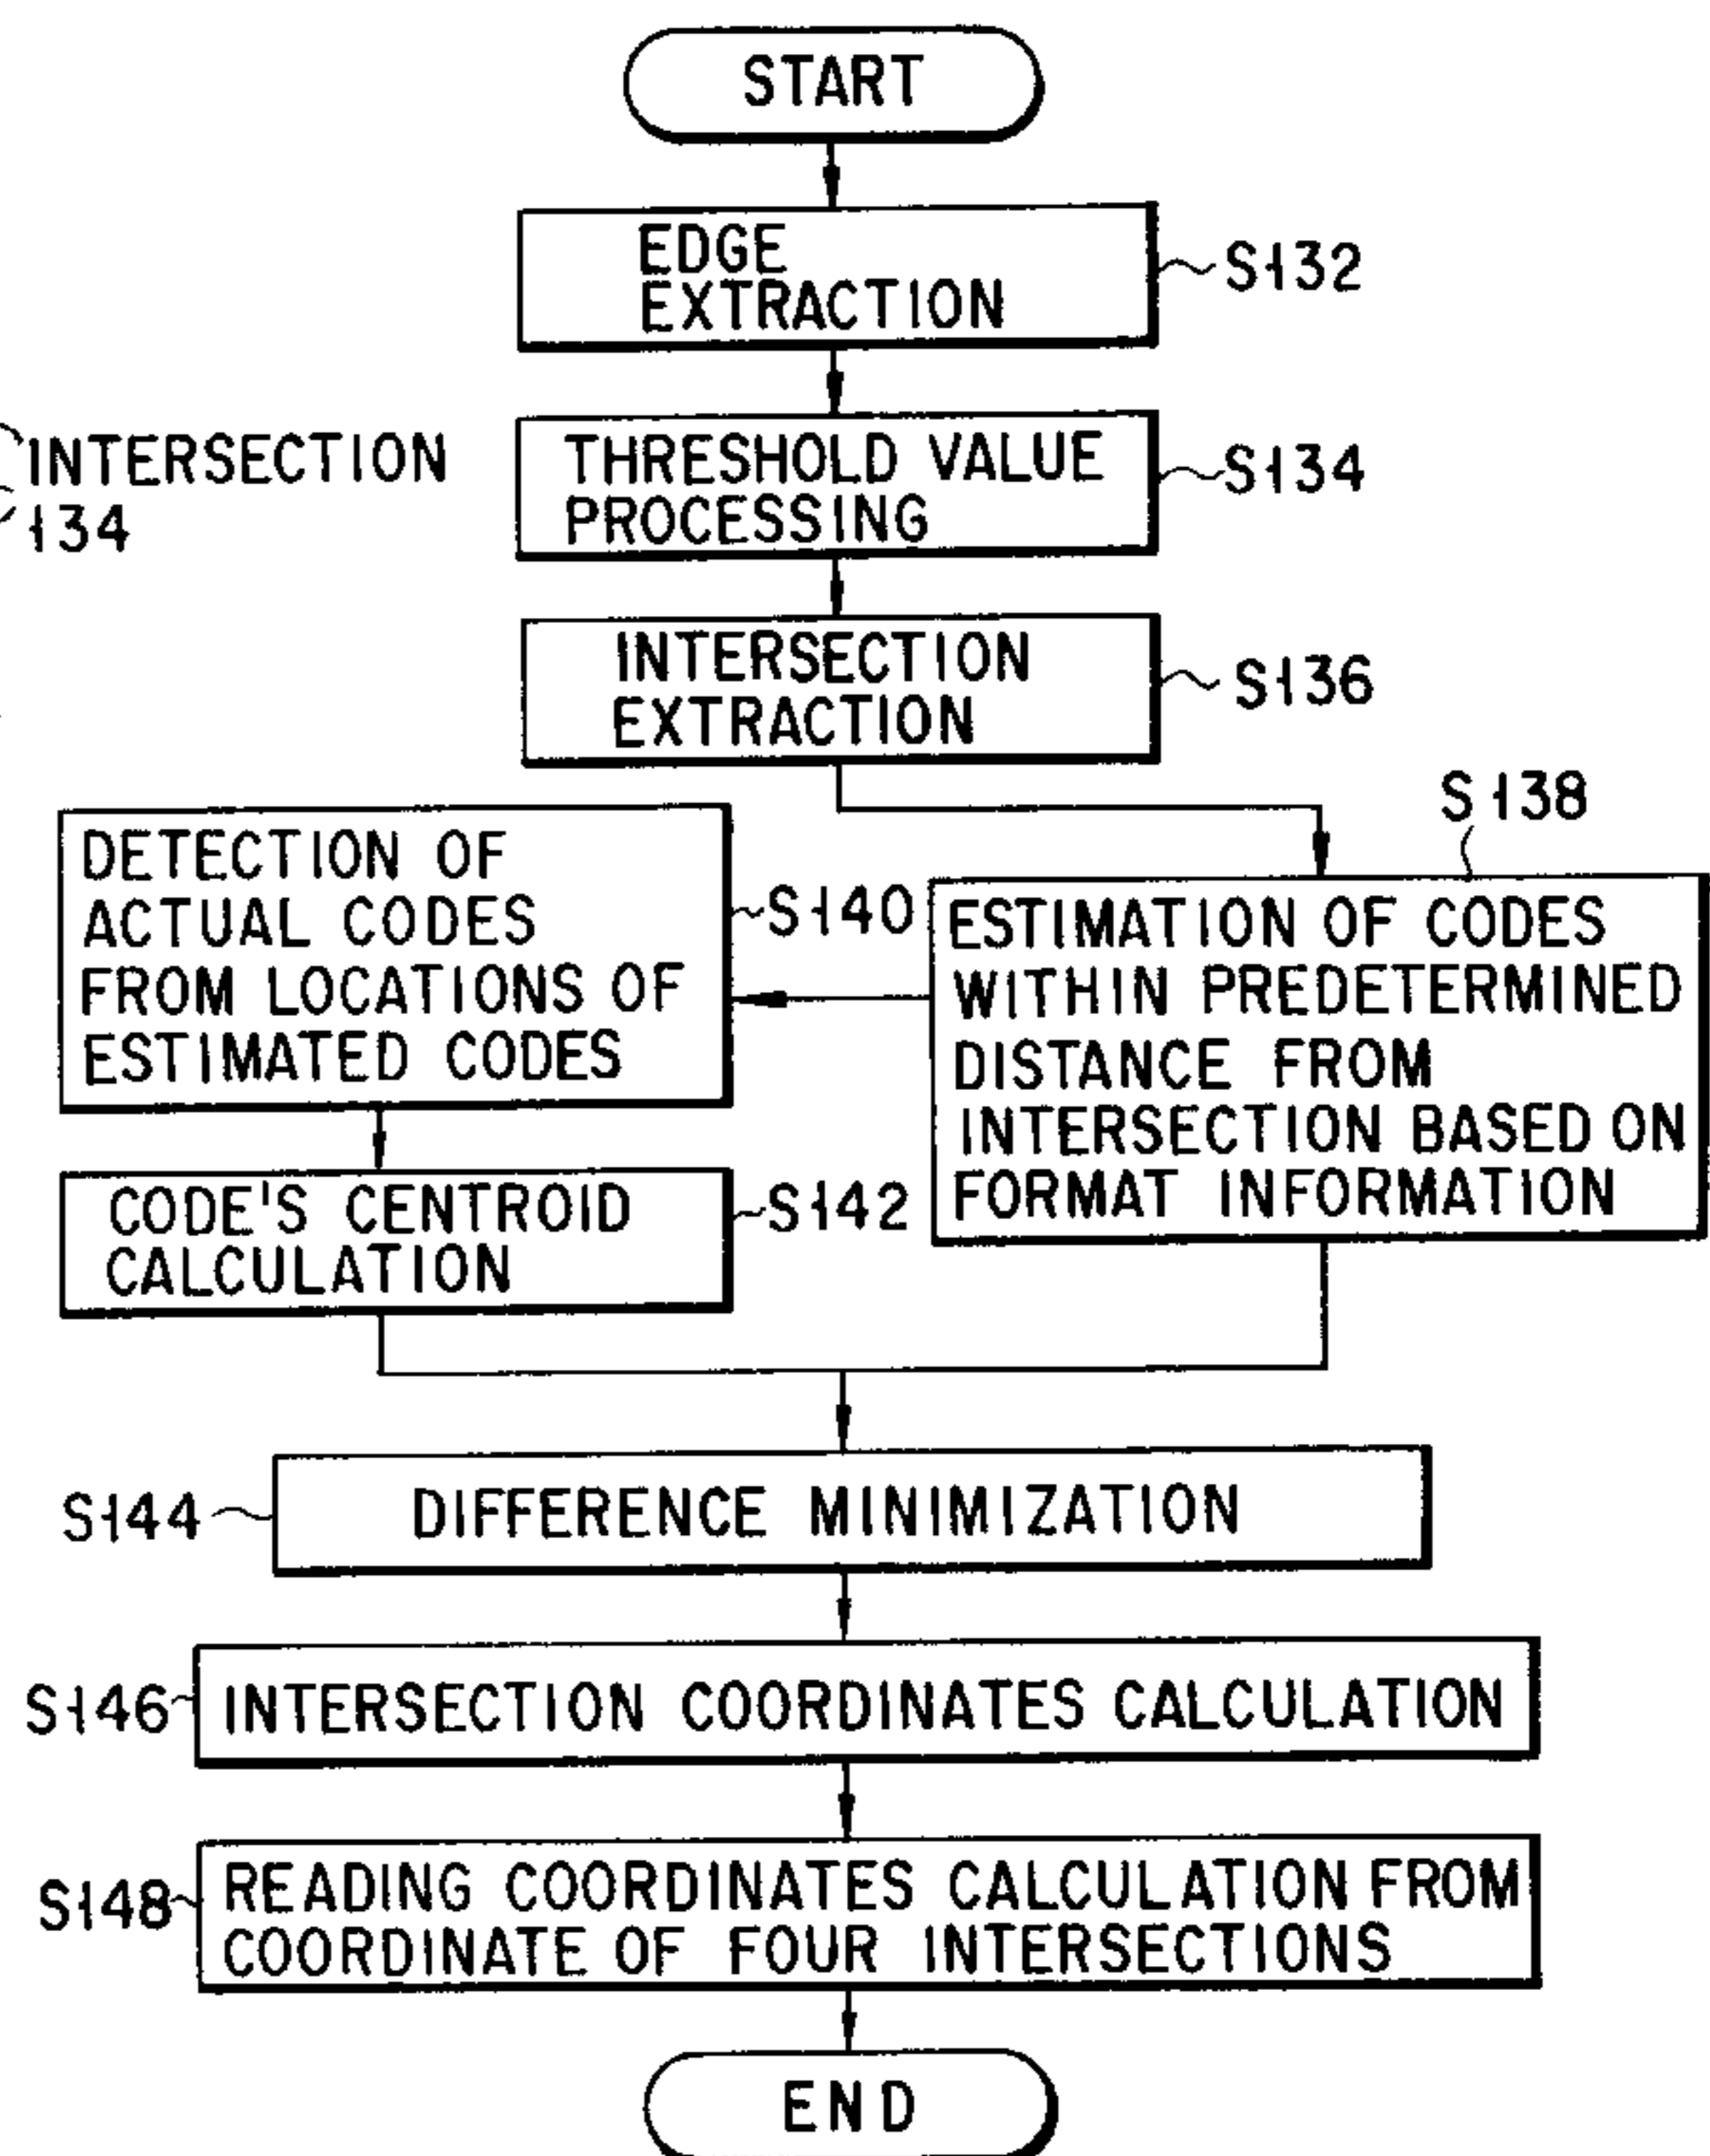 START
EDGE
EXTRACTION
S132
INTERSECTION
134
THRESHOLD VALUE
PROCESSING
S134
INTERSECTION
EXTRACTION
S136
S138
ESTIMATION OF CODES
WITHIN PREDETERMINED
DISTANCE FROM
INTERSECTION BASED ON
FORMAT INFORMATION
DETECTION OF
ACTUAL CODES
FROM LOCATIONS OF
ESTIMATED CODES
S140
CODE'S CENTROID
CALCULATION
S142
S144
DIFFERENCE MINIMIZATION
S146
INTERSECTION COORDINATES CALCULATION
S148
READING COORDINATES CALCULATION FROM
COORDINATE OF FOUR INTERSECTIONS
END